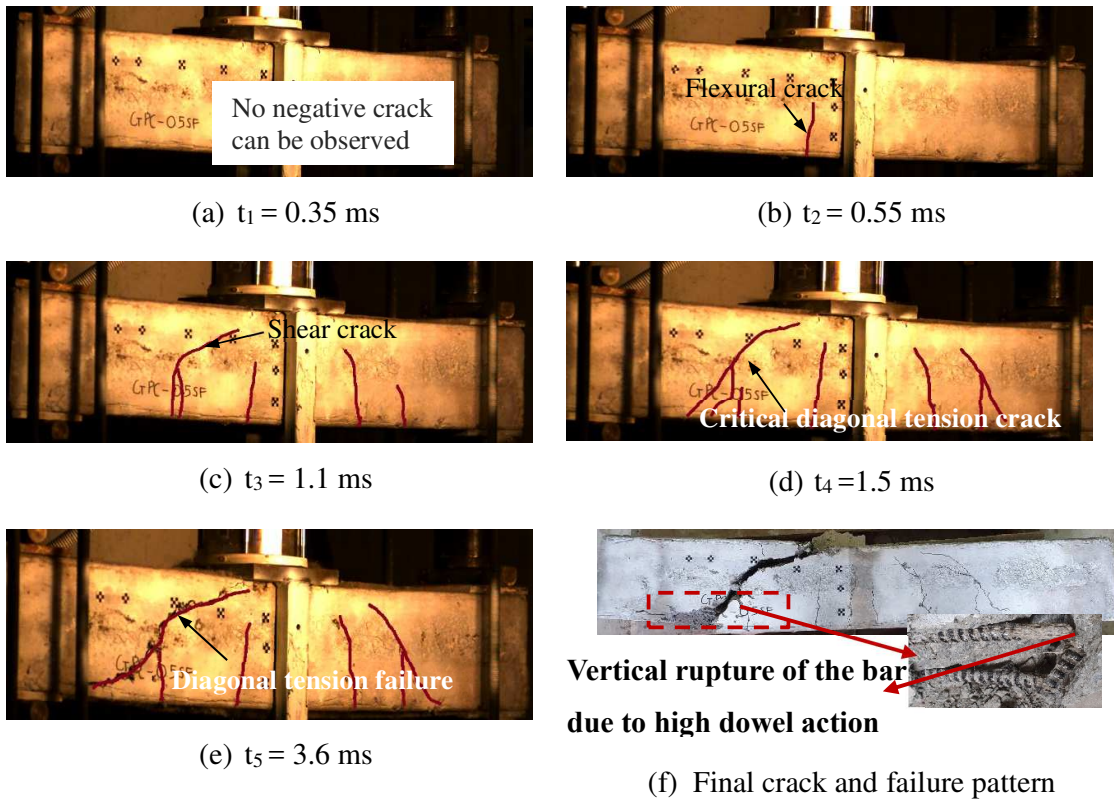 No negative crack
can be observed
GPC-05SF
(a) t₁ = 0.35 ms
Flexural crack
GPC-05SF
(b) t₂ = 0.55 ms
Shear crack
GPC-05SF
(c) t₃ = 1.1 ms
GPC-05SF
Critical diagonal tension crack
(d) t₄ =1.5 ms
Diagonal tension failure
(e) t₅ = 3.6 ms
Vertical rupture of the bar
due to high dowel action
(f) Final crack and failure pattern